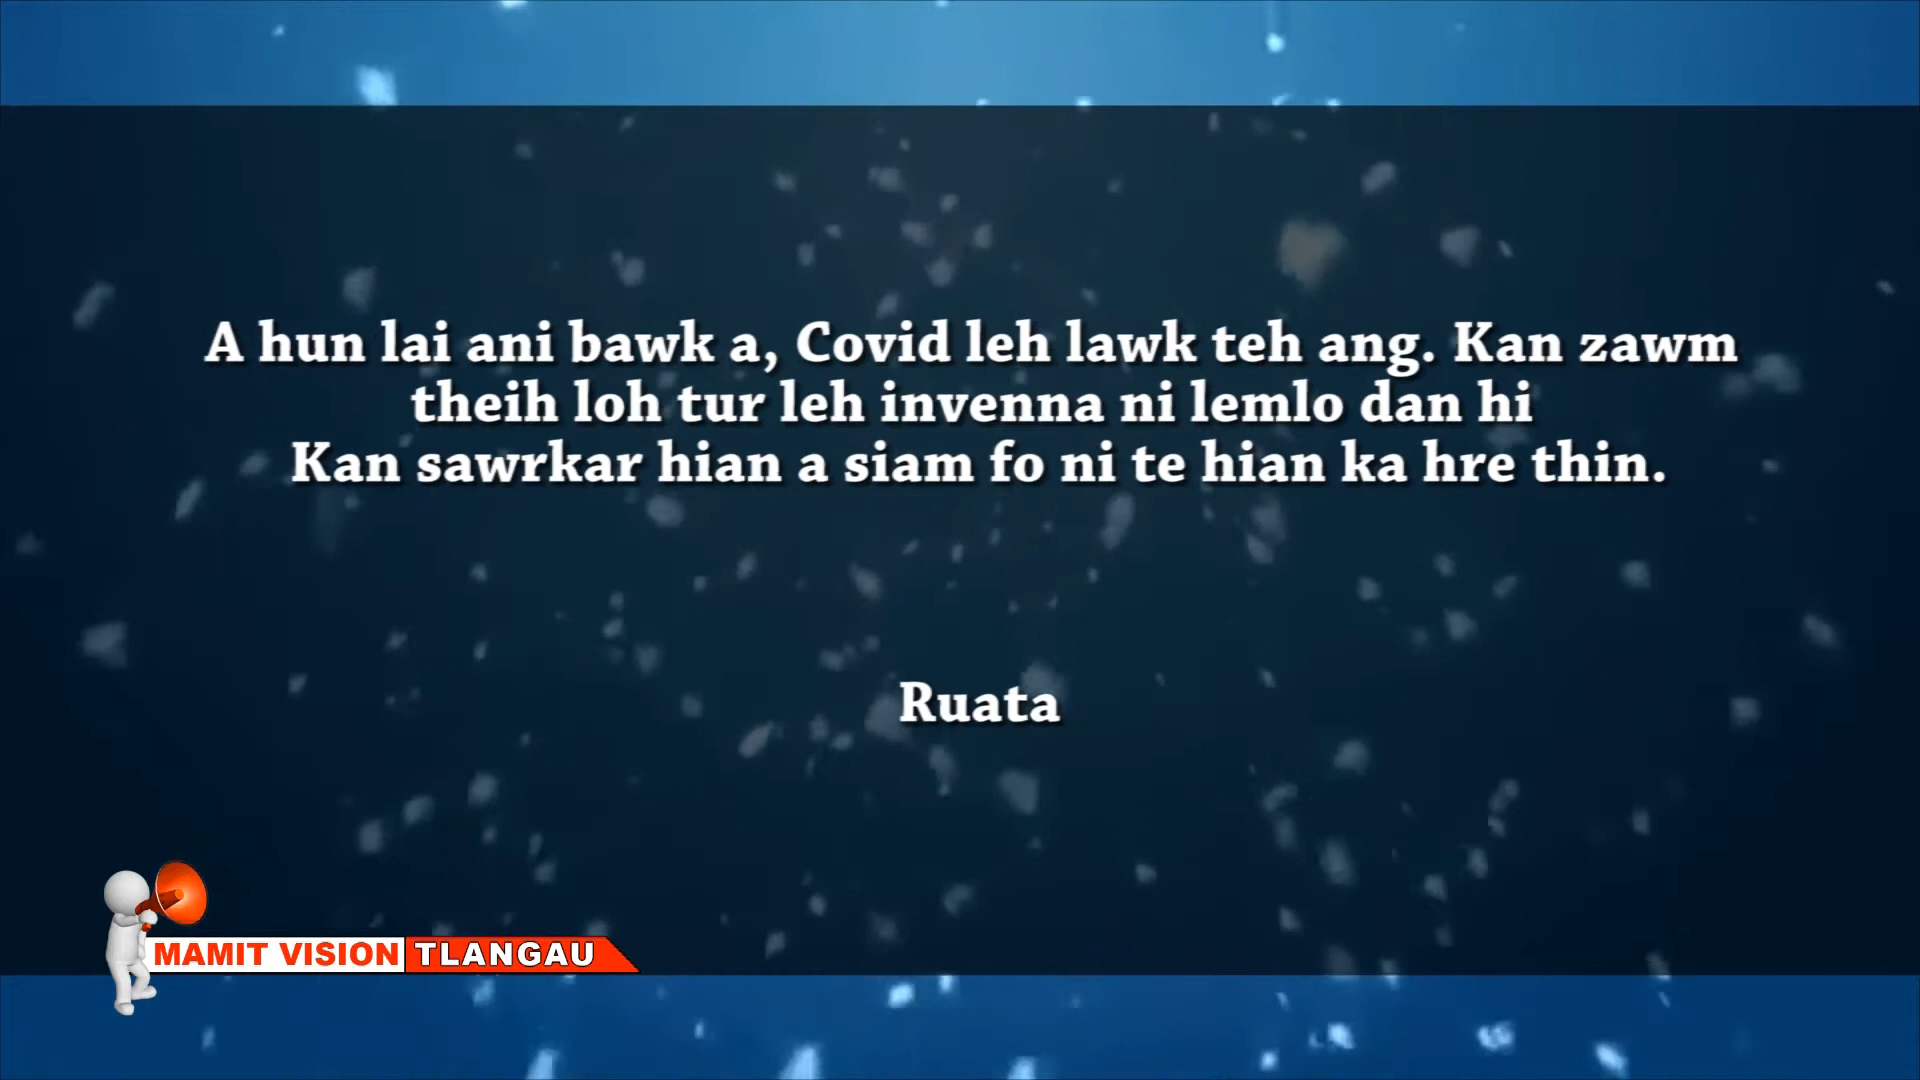 A hun lai ani bawk a, Covid leh lawk teh ang. Kan zawm
theih loh tur leh invenna ni lemlo dan hi
Kan sawrkar hian a siam fo ni te hian ka hre thin.
Ruata
MAMIT VISION TLANGAU